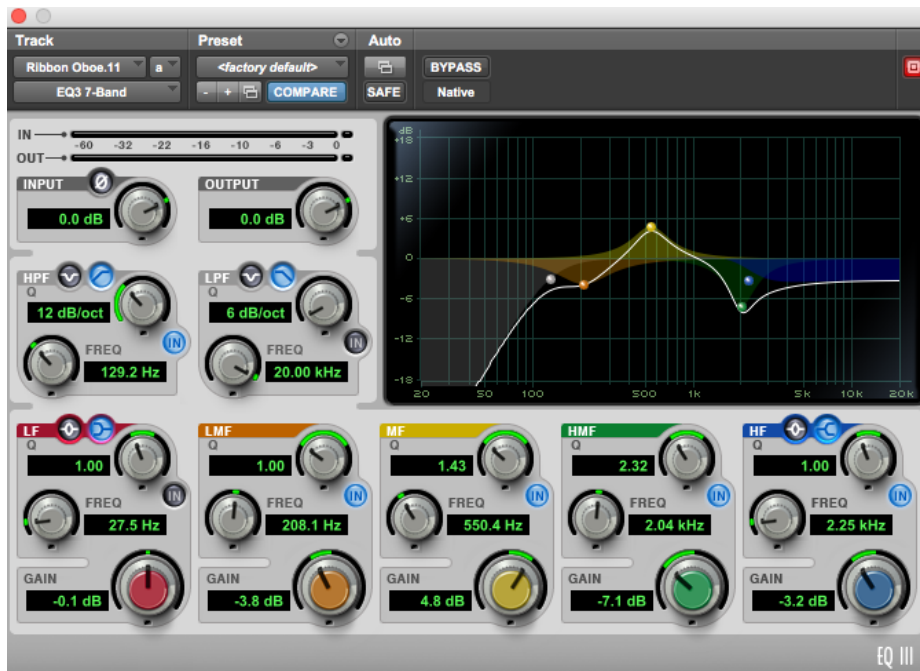 Track Preset Auto
Ribbon Oboe.11 a <factory default> BYPASS
EQ3 7-Band - + COMPARE SAFE Native
IN
-60 -32 -22 -16 -10 -6 -3 0
OUT
INPUT Ø OUTPUT
0.0 dB 0.0 dB
HPF LPF
Q Q
12 dB/oct 6 dB/oct
IN IN
FREQ FREQ
129.2 Hz 20.00 kHz
dB
+18
+12
+6
0
-6
-12
-18
20 50 100 500 1k 5k 10k 20k
LF LMF MF HMF HF
Q Q Q Q Q
1.00 1.00 1.43 2.32 1.00
IN IN IN IN IN
FREQ FREQ FREQ FREQ FREQ
27.5 Hz 208.1 Hz 550.4 Hz 2.04 kHz 2.25 kHz
GAIN GAIN GAIN GAIN GAIN
-0.1 dB -3.8 dB 4.8 dB -7.1 dB -3.2 dB
EQ III